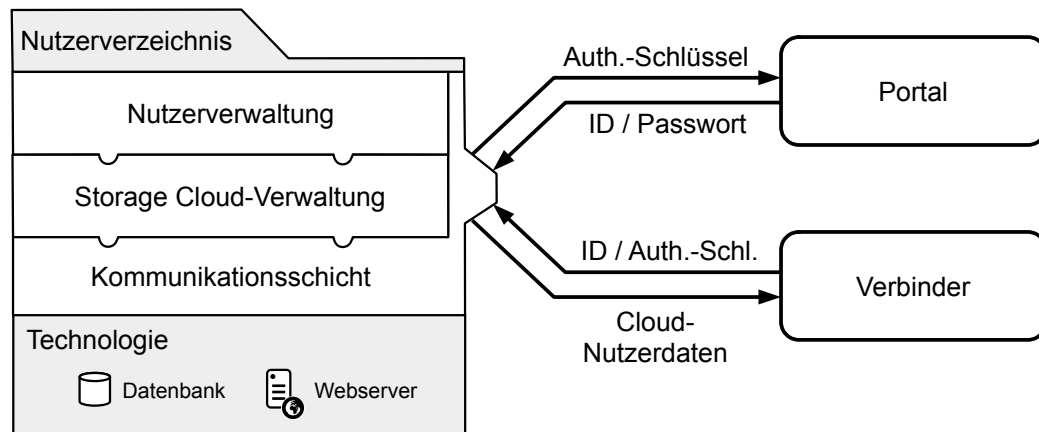 Nutzerverzeichnis
Nutzerverwaltung
Storage Cloud-Verwaltung
Kommunikationsschicht
Technologie
Datenbank
Webserver
Auth.-Schlüssel
ID / Passwort
Portal
ID / Auth.-Schl.
Cloud-
Nutzerdaten
Verbinder